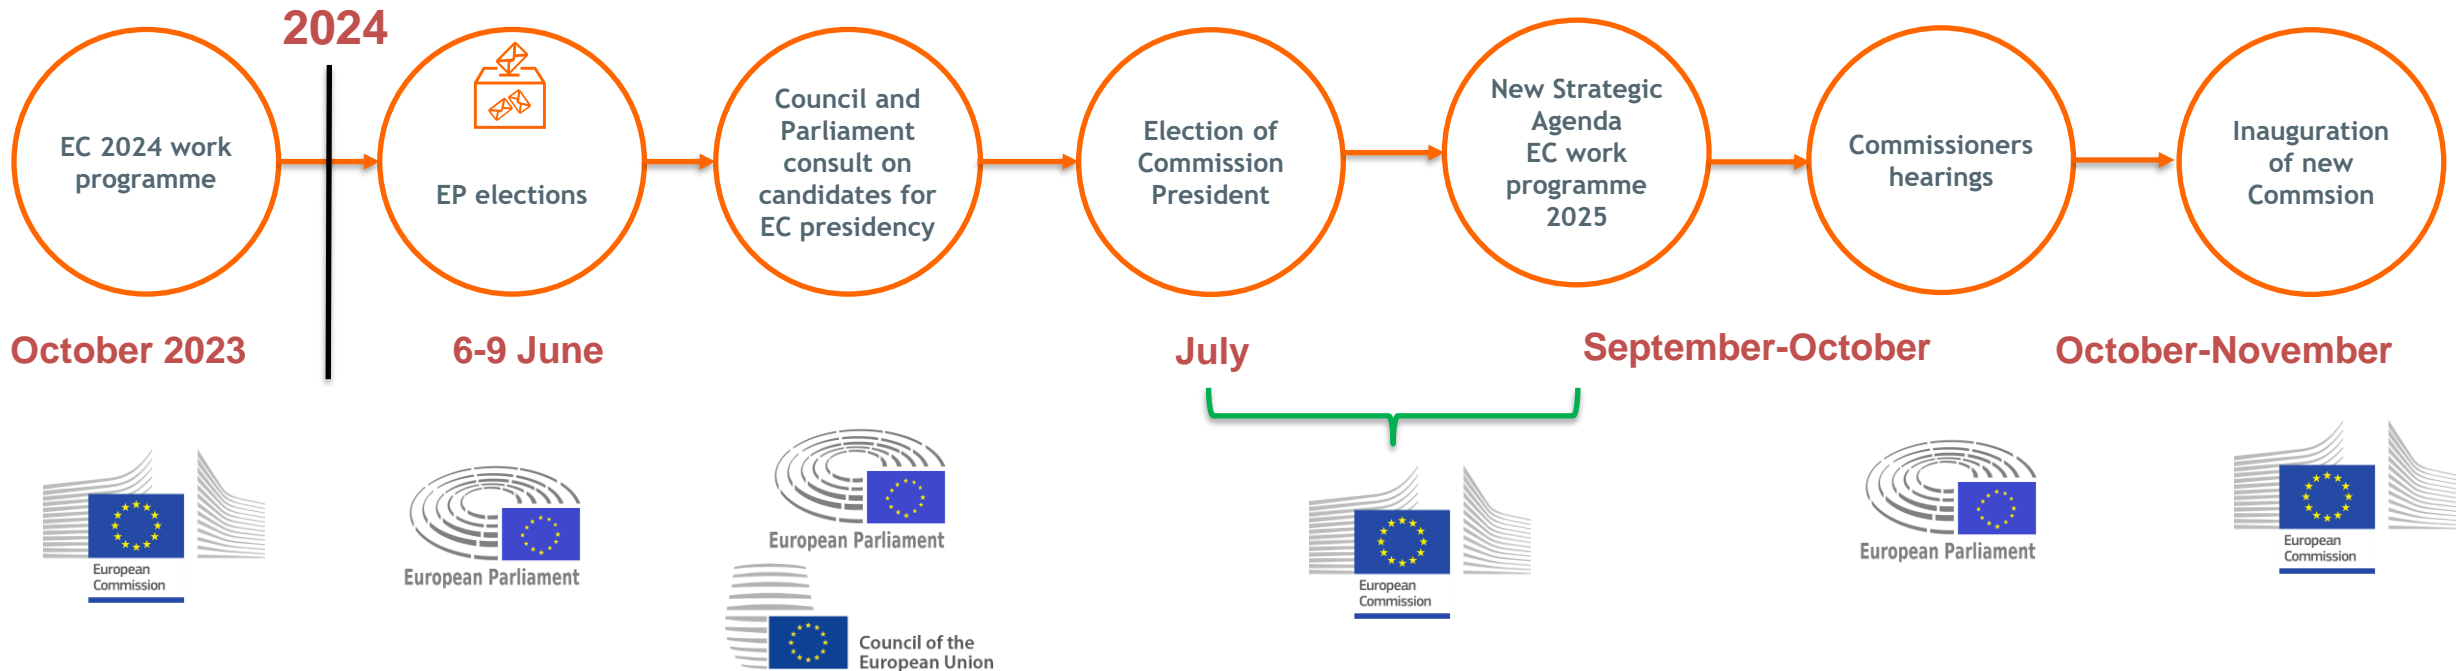 2024
EC 2024 work
programme
EP elections
Council and
Parliament
consult on
candidates for
EC presidency
Election of
Commission
President
New Strategic
Agenda
EC work
programme
2025
Commissioners
hearings
Inauguration
of new
Commsion
October 2023
6-9 June
July
September-October
October-November
European
Commission
European Parliament
European Parliament
Council of the
European Union
European
Commission
European Parliament
European
Commission